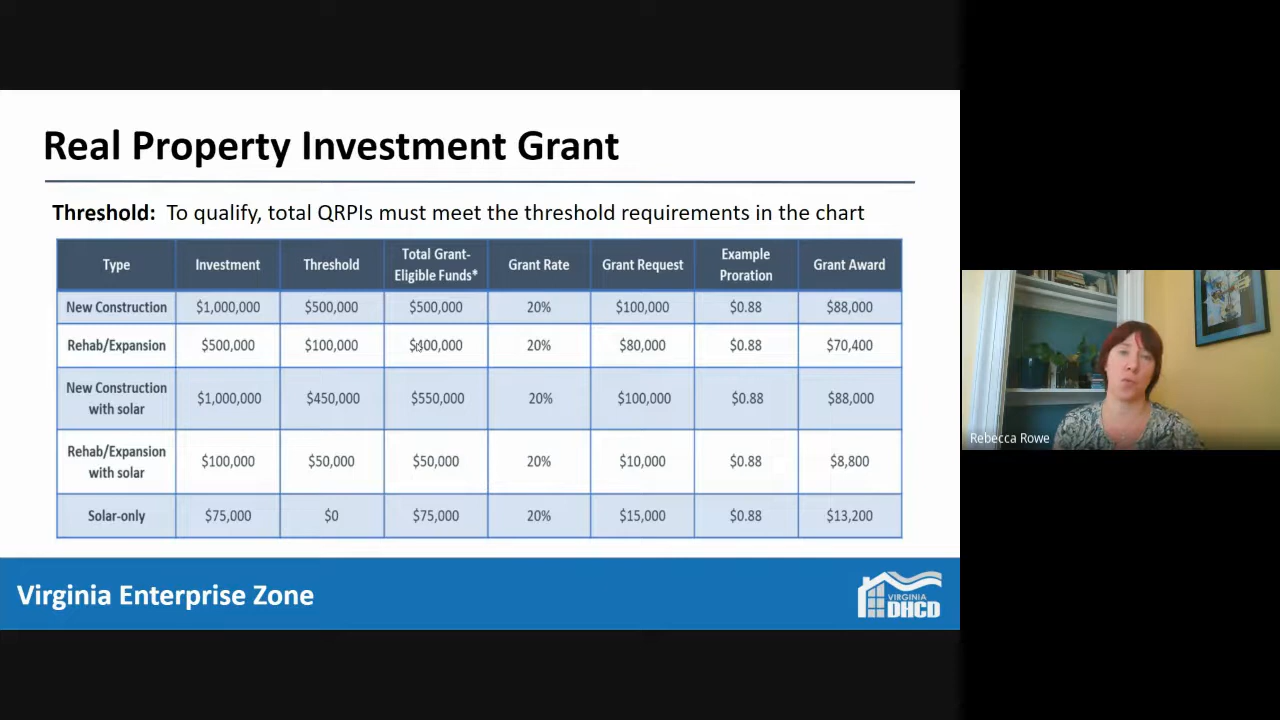 Real Property Investment Grant
Threshold: To qualify, total QRPIs must meet the threshold requirements in the chart
Type Investment Threshold Total Grant-Eligible Funds* Grant Rate Grant Request Example Proration Grant Award
New Construction $1,000,000 $500,000 $500,000 20% $100,000 $0.88 $88,000
Rehab/Expansion $500,000 $100,000 $400,000 20% $80,000 $0.88 $70,400
New Construction with solar $1,000,000 $450,000 $550,000 20% $100,000 $0.88 $88,000
Rehab/Expansion with solar $100,000 $50,000 $50,000 20% $10,000 $0.88 $8,800
Solar-only $75,000 $0 $75,000 20% $15,000 $0.88 $13,200
Rebecca Rowe
Virginia Enterprise Zone
VIRGINIA
DHCD